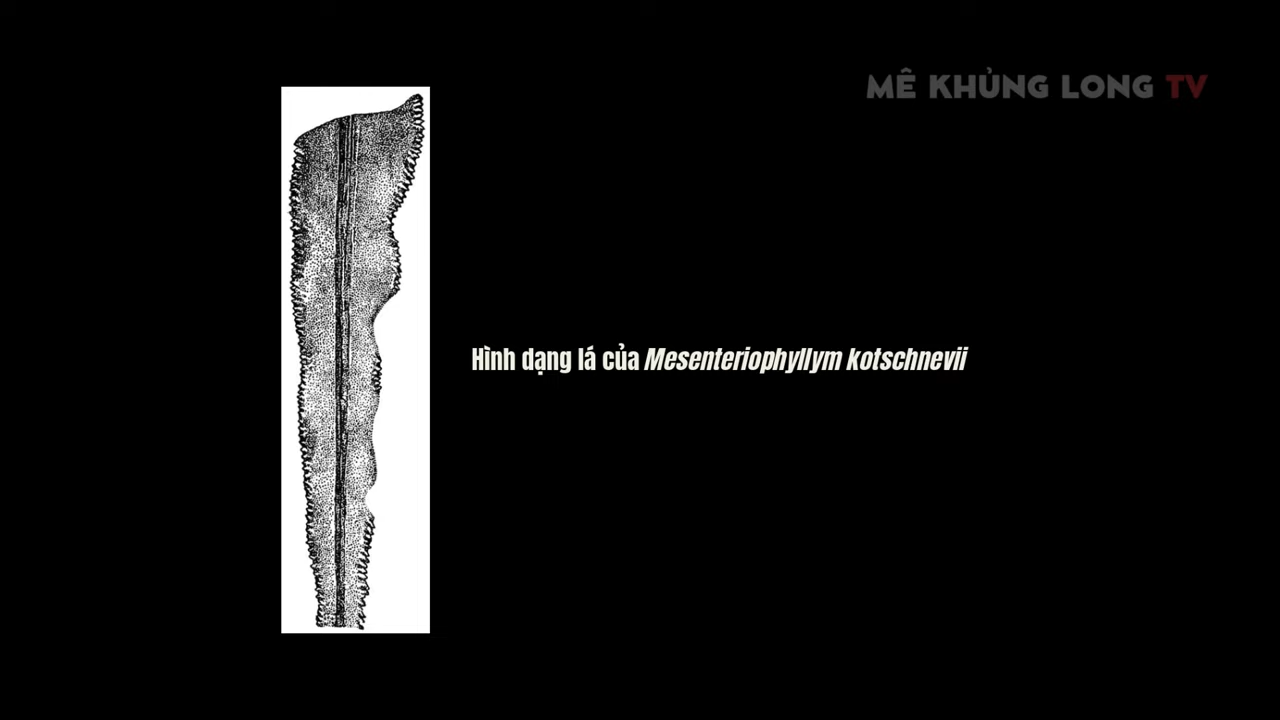 MÊ KHỦNG LONG TV
Hình dạng lá của Mesenteriophyllym kotschnevii